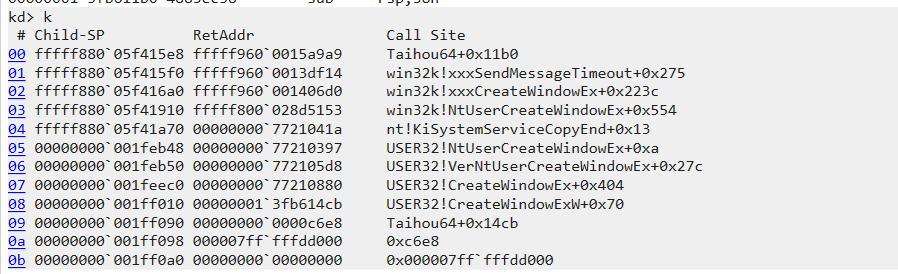 kd> k
# Child-SP RetAddr Call Site
00 fffff880`05f415e8 fffff960`0015a9a9 Taihou64+0x11b0
01 fffff880`05f415f0 fffff960`0013df14 win32k!xxxSendMessageTimeout+0x275
02 fffff880`05f416a0 fffff960`001406d0 win32k!xxxCreateWindowEx+0x223c
03 fffff880`05f41910 fffff800`028d5153 win32k!NtUserCreateWindowEx+0x554
04 fffff880`05f41a70 00000000`7721041a nt!KiSystemServiceCopyEnd+0x13
05 00000000`001feb48 00000000`77210397 USER32!NtUserCreateWindowEx+0xa
06 00000000`001feb50 00000000`772105d8 USER32!VerNtUserCreateWindowEx+0x27c
07 00000000`001feec0 00000000`77210880 USER32!CreateWindowEx+0x404
08 00000000`001ff010 00000001`3fb614cb USER32!CreateWindowExW+0x70
09 00000000`001ff090 00000000`0000c6e8 Taihou64+0x14cb
0a 00000000`001ff098 000007ff`fffdd000 0xc6e8
0b 00000000`001ff0a0 00000000`00000000 0x000007ff`fffdd000